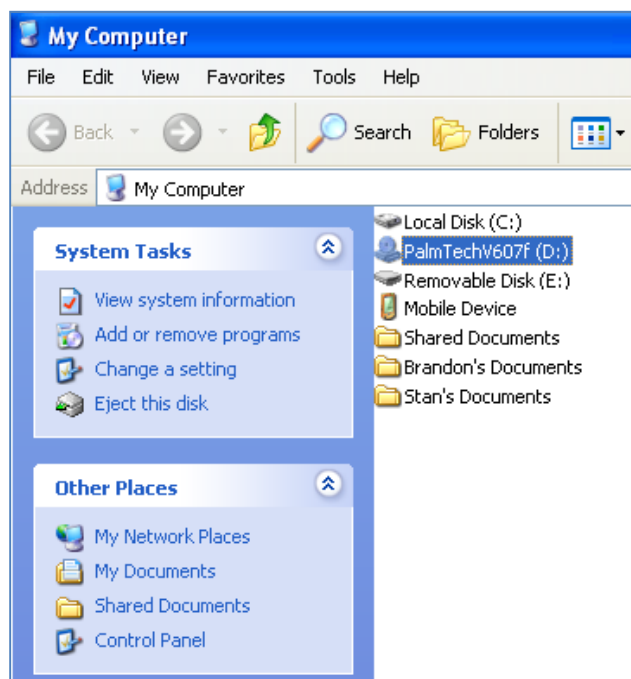 My Computer
File Edit View Favorites Tools Help
Back Search Folders
Address My Computer
System Tasks
View system information
Add or remove programs
Change a setting
Eject this disk
Other Places
My Network Places
My Documents
Shared Documents
Control Panel
Local Disk (C:)
PalmTechV607f (D:)
Removable Disk (E:)
Mobile Device
Shared Documents
Brandon's Documents
Stan's Documents